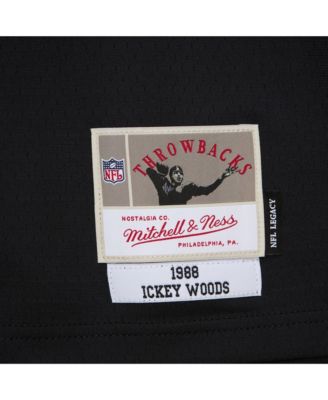 THROWBACKS
NFL
NOSTALGIA CO.
Mitchell & Ness
PHILADELPHIA, PA.
NFL LEGACY
1988
ICKEY WOODS